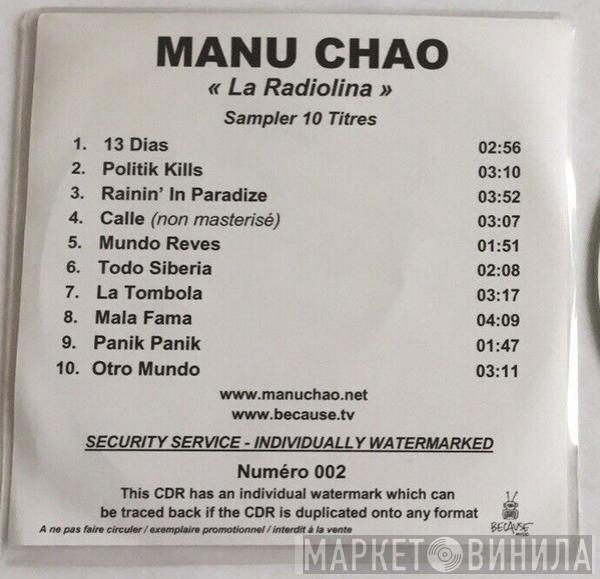 MANU CHAO
« La Radiolina »
Sampler 10 Titres
1. 13 Dias 02:56
2. Politik Kills 03:10
3. Rainin' In Paradize 03:52
4. Calle (non masterisé) 03:07
5. Mundo Reves 01:51
6. Todo Siberia 02:08
7. La Tombola 03:17
8. Mala Fama 04:09
9. Panik Panik 01:47
10. Otro Mundo 03:11
www.manuchao.net
www.because.tv
SECURITY SERVICE - INDIVIDUALLY WATERMARKED
Numéro 002
This CDR has an individual watermark which can
be traced back if the CDR is duplicated onto any format
A ne pas faire circuler / exemplaire promotionnel / interdit à la vente
BECAUSE
MUSIC
МАРКЕТ ВИНИЛА